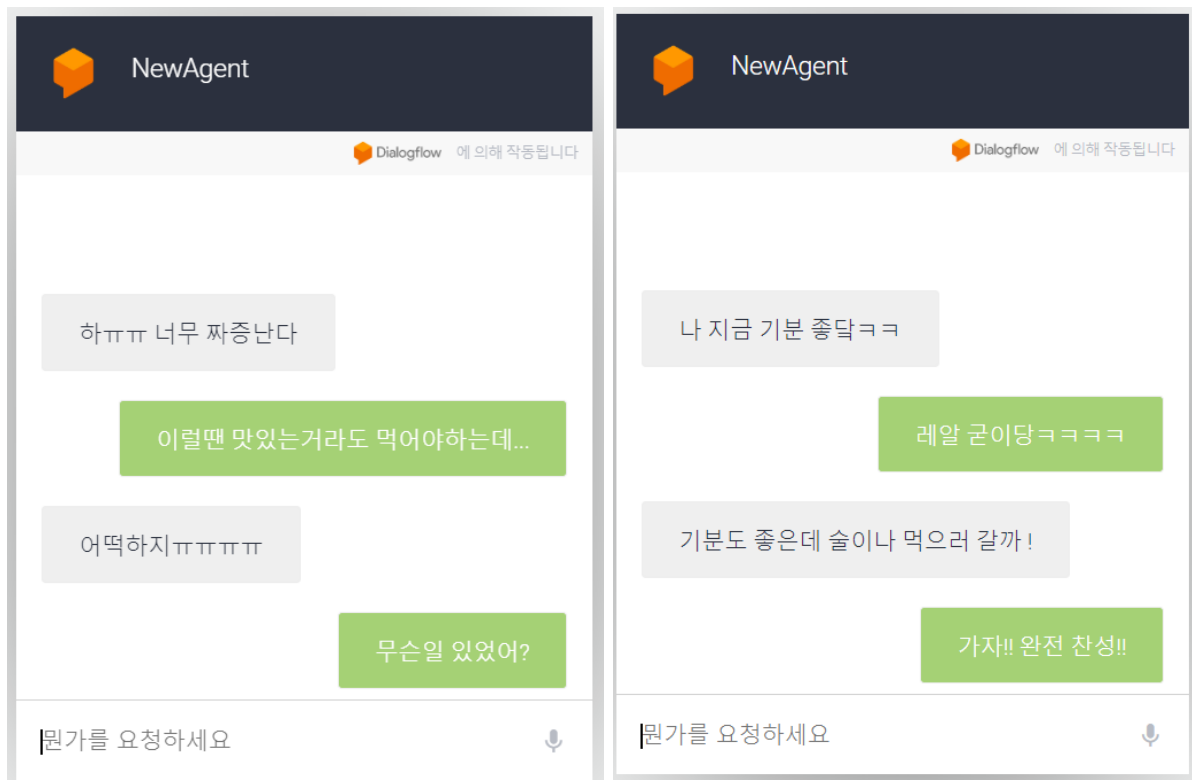 NewAgent
Dialogflow 에 의해 작동됩니다
하ㅠㅠ 너무 짜증난다
이럴땐 맛있는거라도 먹어야하는데...
어떡하지ㅠㅠㅠㅠ
무슨일 있었어?
뭔가를 요청하세요
NewAgent
Dialogflow 에 의해 작동됩니다
나 지금 기분 좋닼ㅋㅋ
레알 굳이당ㅋㅋㅋㅋ
기분도 좋은데 술이나 먹으러 갈까 !
가자!! 완전 찬성!!
뭔가를 요청하세요